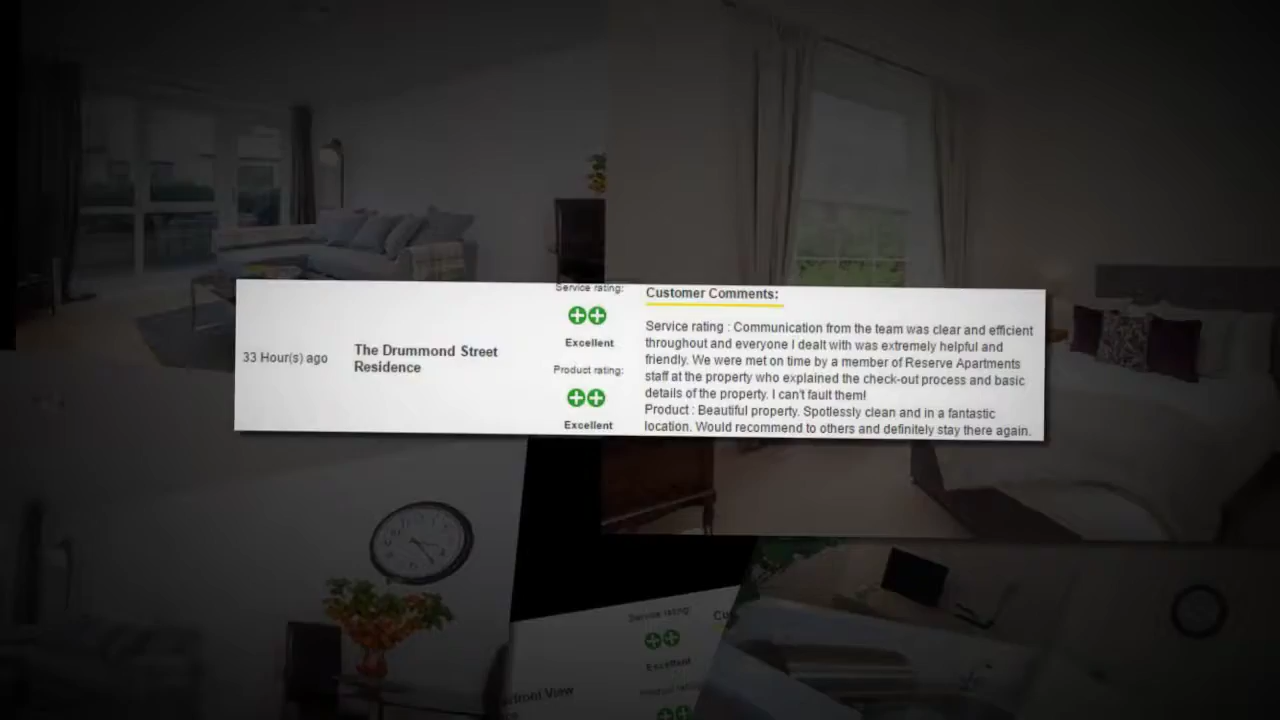 33 Hour(s) ago
The Drummond Street
Residence
Service rating:
Excellent
Product rating:
Excellent
Customer Comments:
Service rating : Communication from the team was clear and efficient
throughout and everyone I dealt with was extremely helpful and
friendly. We were met on time by a member of Reserve Apartments
staff at the property who explained the check-out process and basic
details of the property. I can't fault them!
Product : Beautiful property. Spotlessly clean and in a fantastic
location. Would recommend to others and definitely stay there again.
Service rating:
Excellent
Product rating:
View